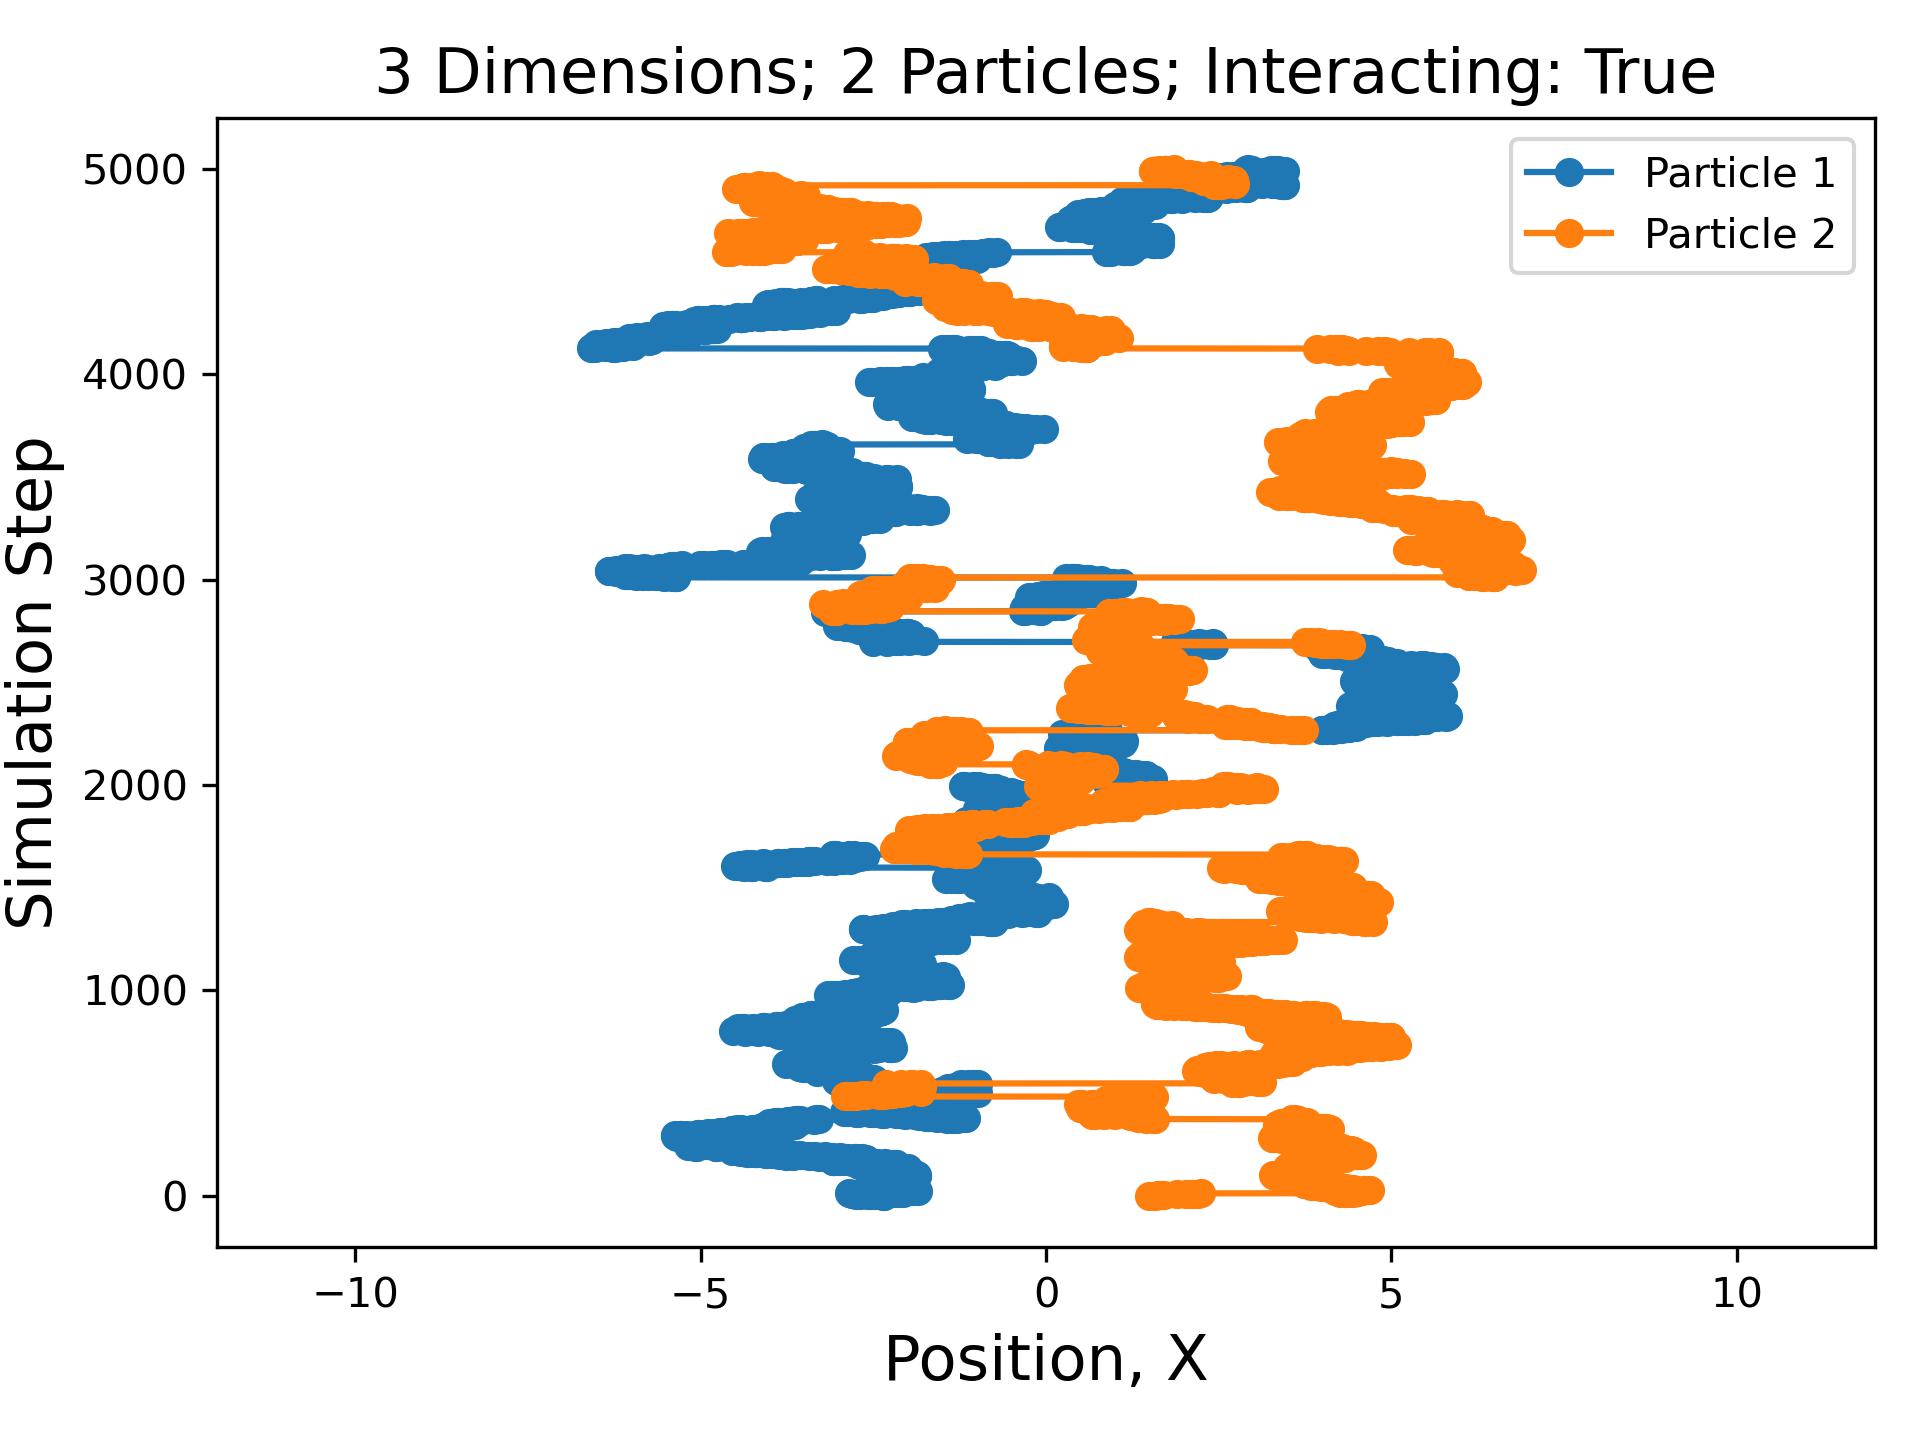 3 Dimensions; 2 Particles; Interacting: True
Particle 1
Particle 2
Simulation Step
5000
4000
3000
2000
1000
0
−10
−5
0
5
10
Position, X